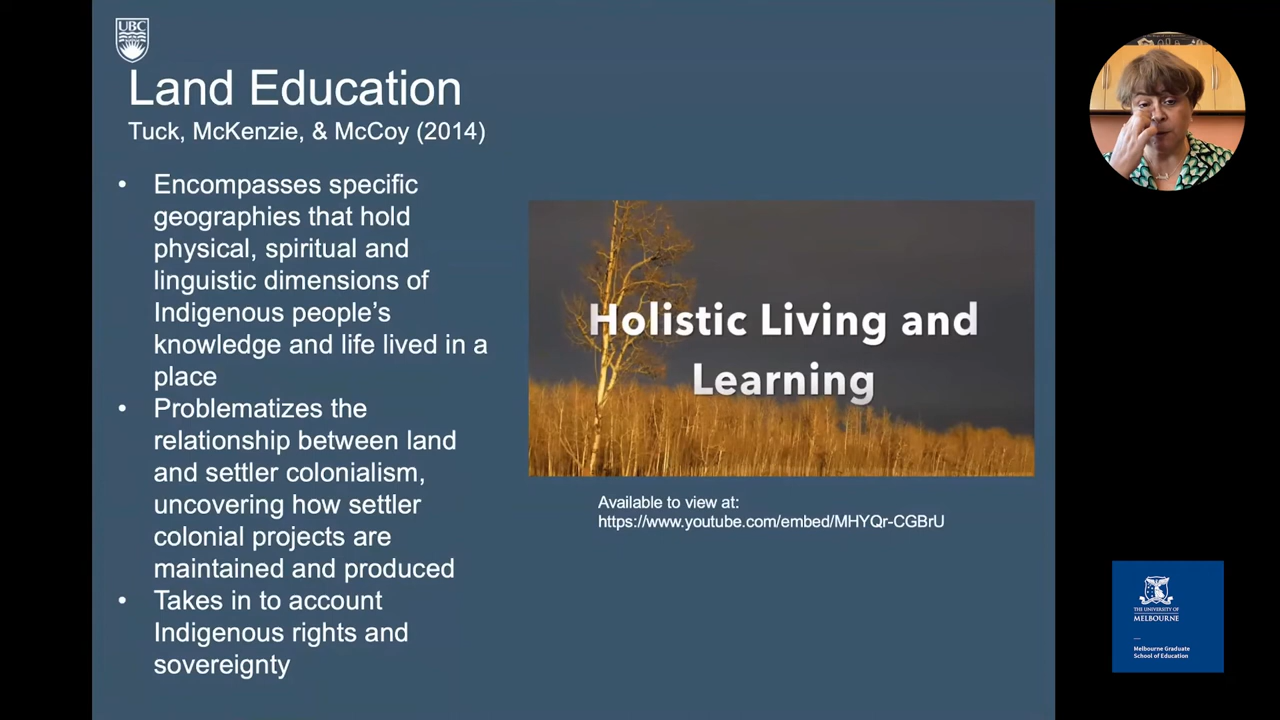 UBC
Land Education
Tuck, McKenzie, & McCoy (2014)
• Encompasses specific
geographies that hold
physical, spiritual and
linguistic dimensions of
Indigenous people’s
knowledge and life lived in a
place
• Problematizes the
relationship between land
and settler colonialism,
uncovering how settler
colonial projects are
maintained and produced
• Takes in to account
Indigenous rights and
sovereignty
Holistic Living and
Learning
Available to view at:
https://www.youtube.com/embed/MHYQr-CGBrU
THE UNIVERSITY OF
MELBOURNE
Melbourne Graduate
School of Education